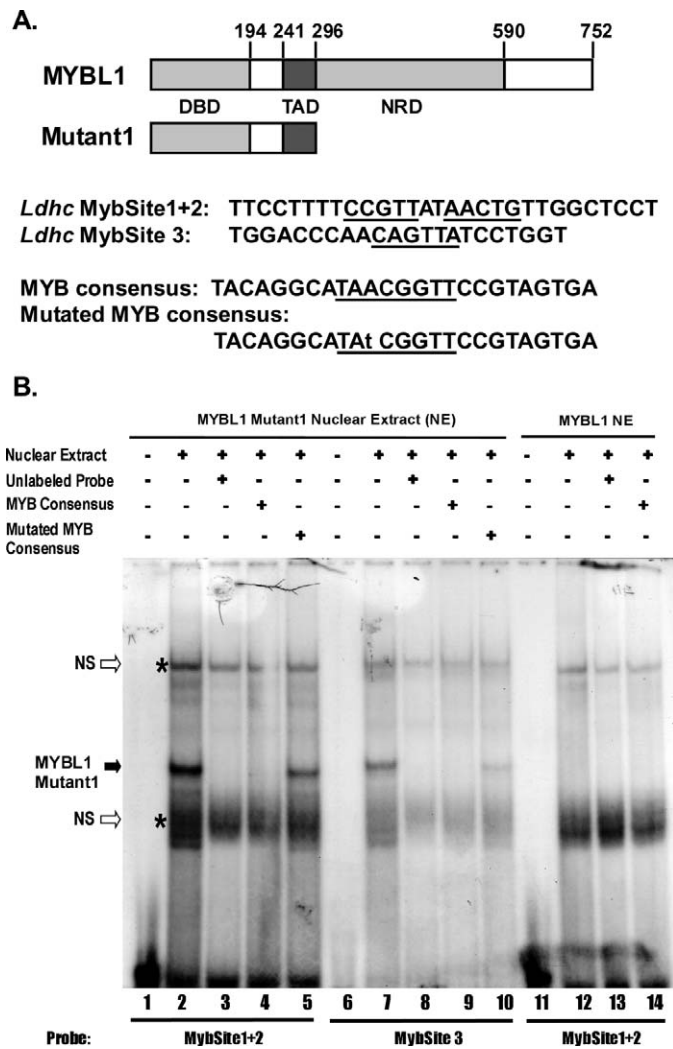 A.
194 241 296 590 752
MYBL1
DBD TAD NRD
Mutant1
Ldhc MybSite1+2: TTCCTTTTCCGTTATAACTGTTGGCTCCT
Ldhc MybSite 3: TGGACCCAACAGTTATCCTGGT
MYB consensus: TACAGGCATAACGGTTCCGTAGTGA
Mutated MYB consensus:
TACAGGCATAt CGGTTCCGTAGTGA
B.
MYBL1 Mutant1 Nuclear Extract (NE) MYBL1 NE
Nuclear Extract - + + + + - + + + + - + + +
Unlabeled Probe - - + - - - - + - - - - + -
MYB Consensus - - - + - - - - + - - - - +
Mutated MYB
Consensus - - - - + - - - - + - - - -
NS *
MYBL1
Mutant1
NS *
1 2 3 4 5 6 7 8 9 10 11 12 13 14
Probe: MybSite1+2 MybSite 3 MybSite1+2